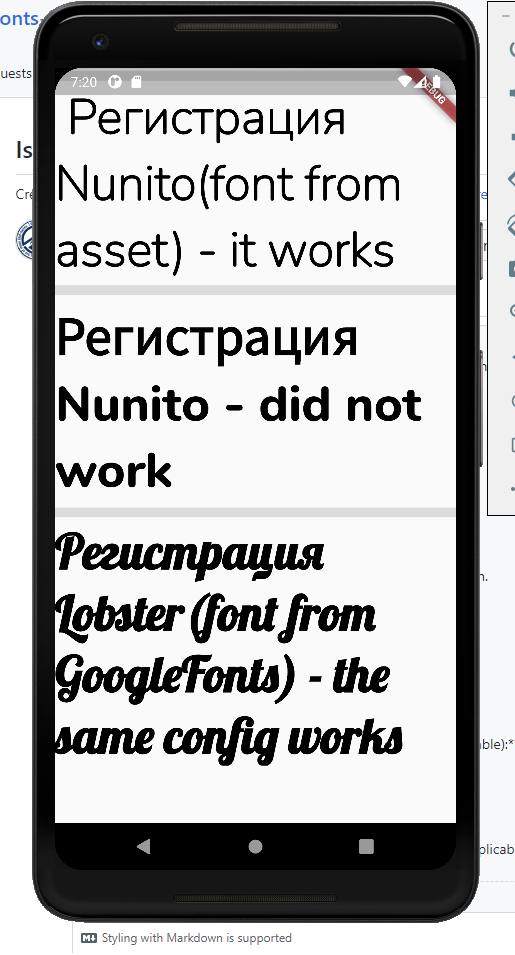 onts
uests
Is
Cre
7:20
DEBUG
Регистрация
Nunito(font from
asset) - it works
Регистрация
Nunito - did not
work
Регистрация
Lobster (font from
GoogleFonts) - the
same config works
able):*
plicab
Styling with Markdown is supported